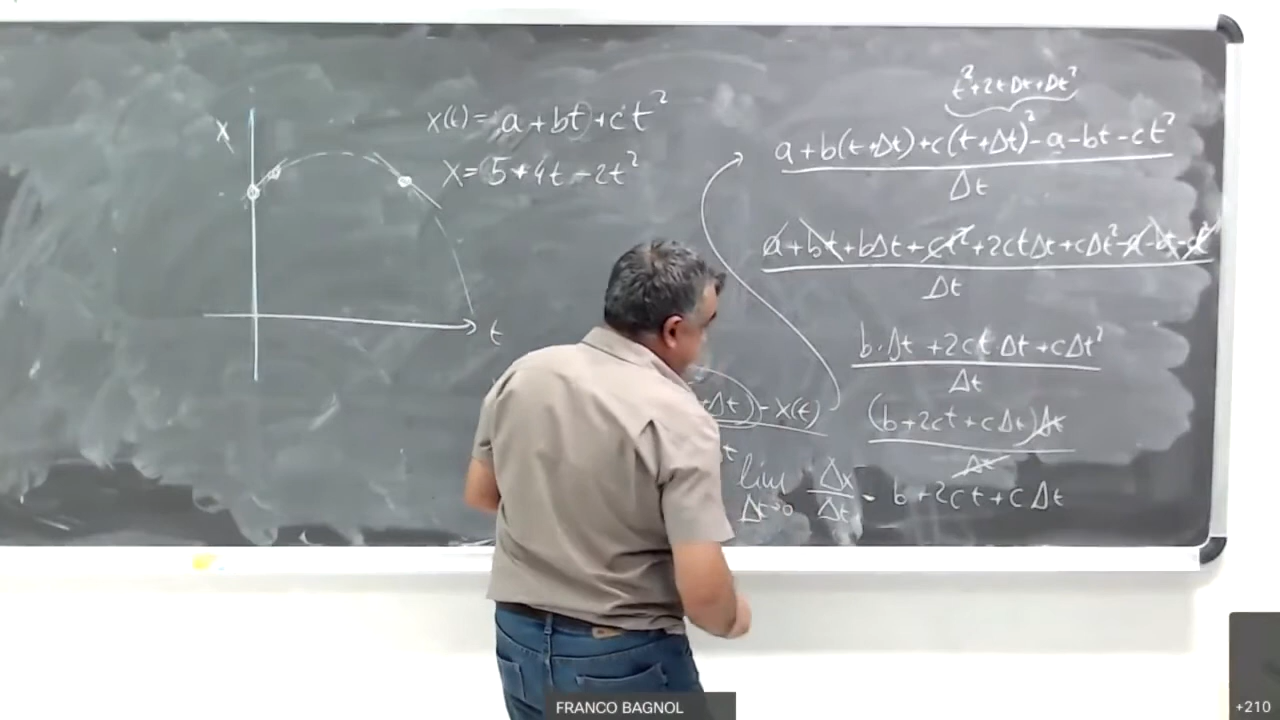 x
t
x(t) = a + bt + ct²
x = 5 + 4t - 2t²
t² + 2tΔt + Δt²
a + b(t+Δt) + c(t+Δt)² - a - bt - ct²
Δt
a + bt + bΔt + ct² + 2ctΔt + cΔt² - a - bt - ct²
Δt
b·Δt + 2ctΔt + cΔt²
Δt
+Δt) - x(t)
t
(b + 2ct + cΔt)Δt
Δt
lim Δt→0 Δx/Δt = b + 2ct + cΔt
FRANCO BAGNOL
+210